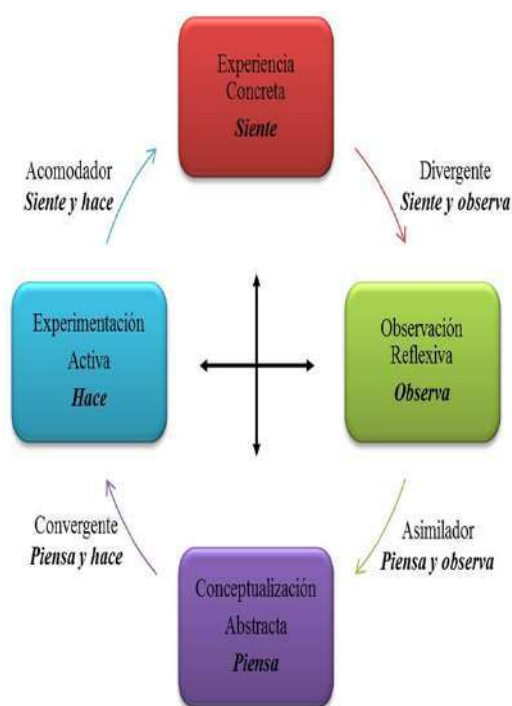 Experiencia
Concreta
Siente
Acomodador
Siente y hace
Divergente
Siente y observa
Experimentación
Activa
Hace
Observación
Reflexiva
Observa
Convergente
Piensa y hace
Asimilador
Piensa y observa
Conceptualización
Abstracta
Piensa